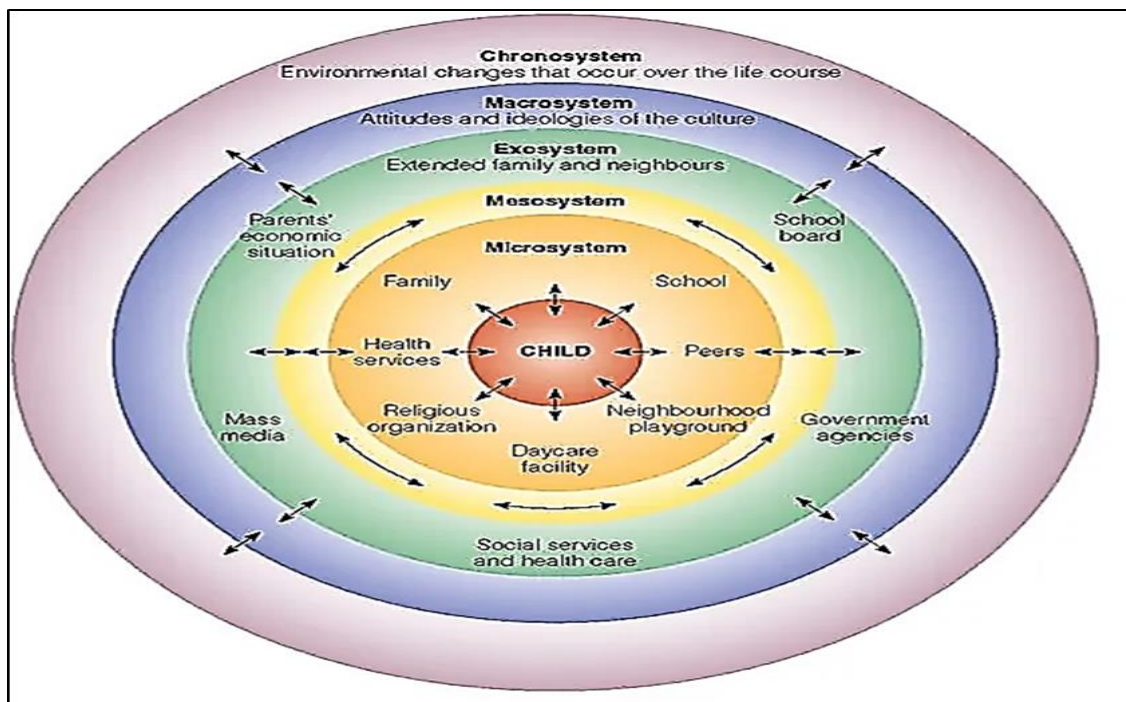 Chronosystem
Environmental changes that occur over the life course
Macrosystem
Attitudes and ideologies of the culture
Exosystem
Extended family and neighbours
Mesosystem
Parents'
economic
situation
School
board
Microsystem
Family
School
Health
services
CHILD
Peers
Religious
organization
Neighbourhood
playground
Mass
media
Government
agencies
Daycare
facility
Social services
and health care